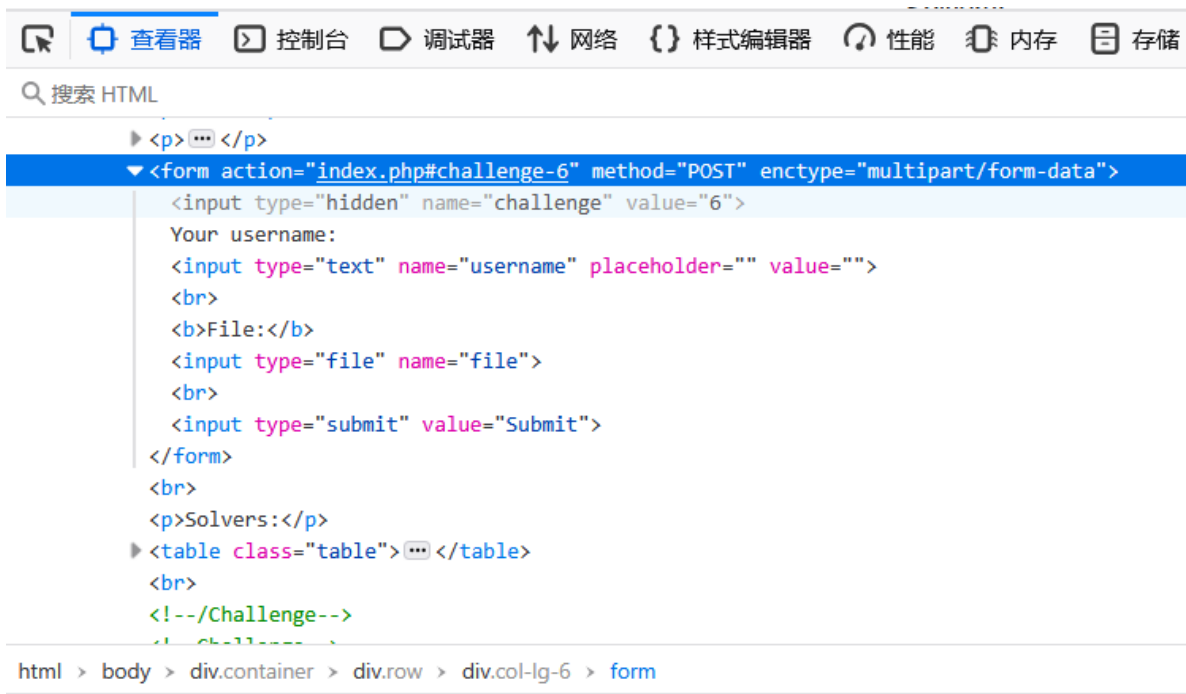 查看器 控制台 调试器 网络 {} 样式编辑器 性能 内存 存储
搜索 HTML
<p>···</p>
<form action="index.php#challenge-6" method="POST" enctype="multipart/form-data">
<input type="hidden" name="challenge" value="6">
Your username:
<input type="text" name="username" placeholder="" value="">
<br>
<b>File:</b>
<input type="file" name="file">
<br>
<input type="submit" value="Submit">
</form>
<br>
<p>Solvers:</p>
<table class="table">···</table>
<br>
<!--/Challenge-->
html > body > div.container > div.row > div.col-lg-6 > form